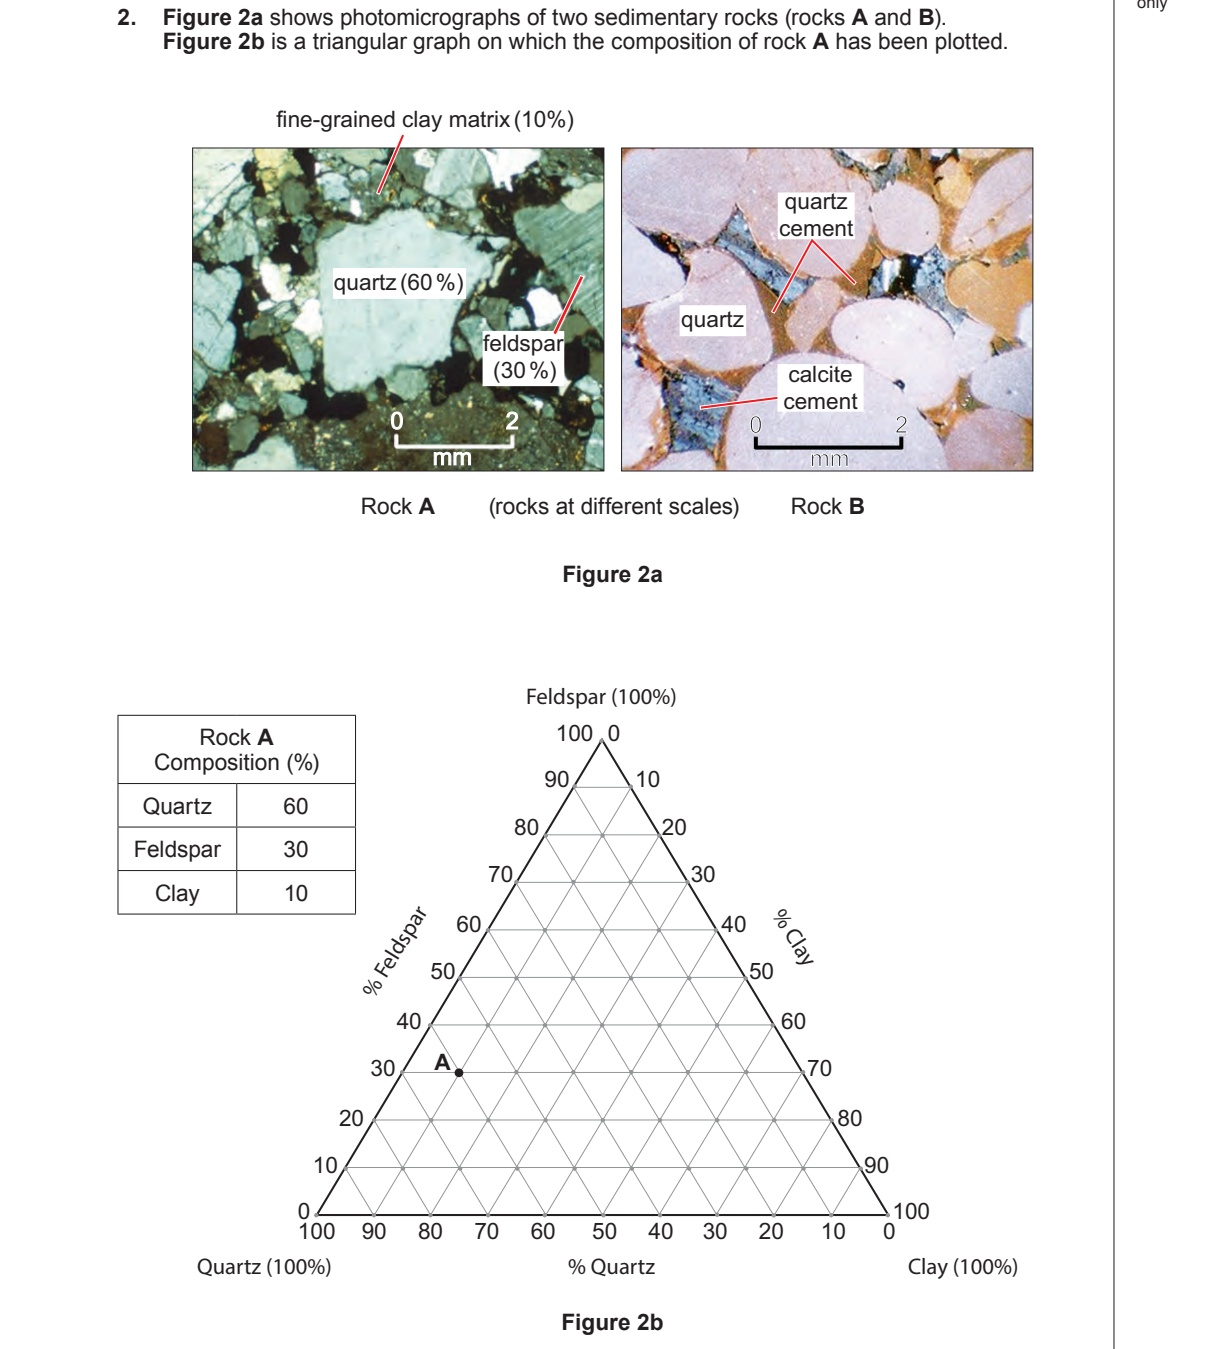 only
2. Figure 2a shows photomicrographs of two sedimentary rocks (rocks A and B).
Figure 2b is a triangular graph on which the composition of rock A has been plotted.
fine-grained clay matrix (10%)
quartz (60%)
feldspar
(30%)
0 2
mm
quartz
cement
quartz
calcite
cement
0 2
mm
Rock A (rocks at different scales) Rock B
Figure 2a
Rock A
Composition (%)
Quartz 60
Feldspar 30
Clay 10
Feldspar (100%)
100 0
90 10
80 20
70 30
60 40
50 50
40 60
30 70
20 80
10 90
0 100
% Feldspar
% Clay
A
100 90 80 70 60 50 40 30 20 10 0
Quartz (100%) % Quartz Clay (100%)
Figure 2b